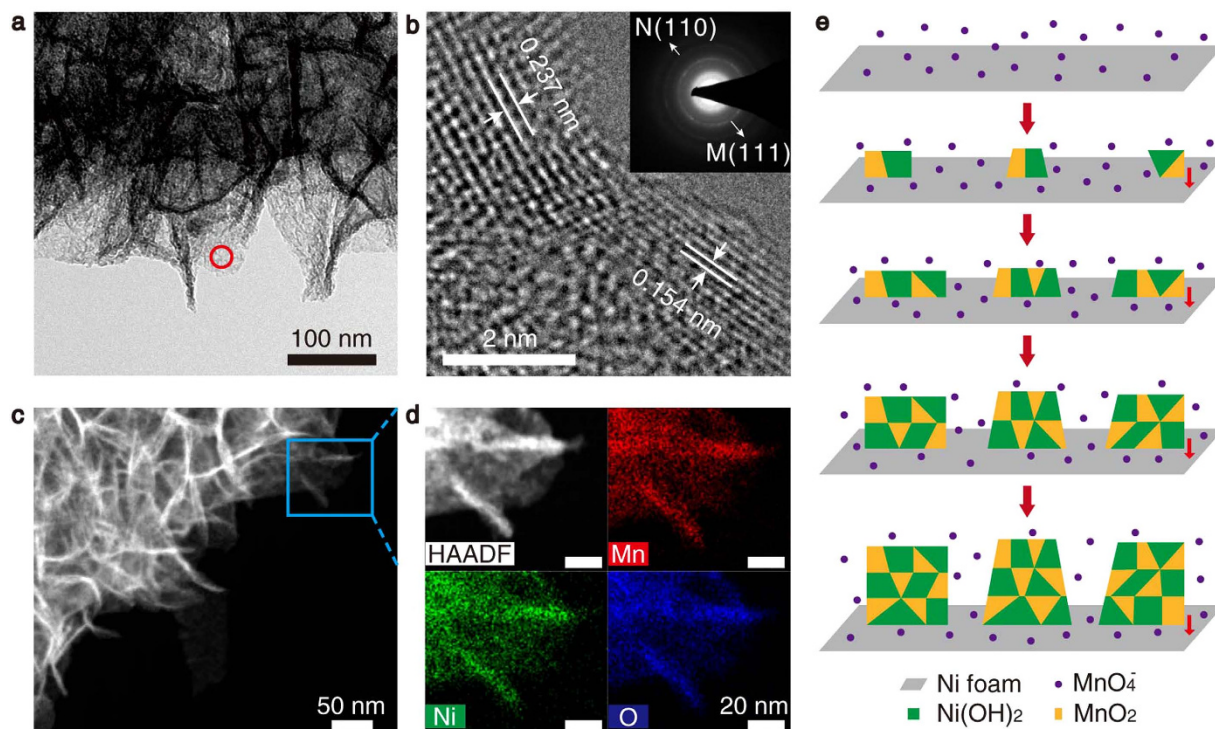 a
100 nm
b
0.237 nm
0.154 nm
2 nm
N(110)
M(111)
c
50 nm
d
HAADF
Mn
Ni
O
20 nm
e
Ni foam
MnO₄⁻
Ni(OH)₂
MnO₂